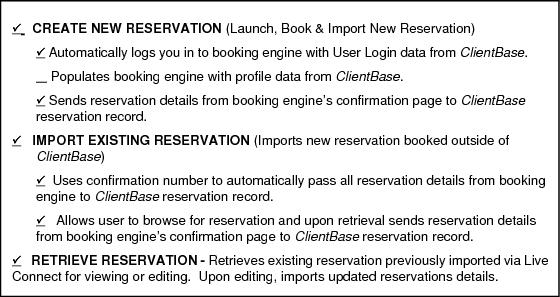 ✓ CREATE NEW RESERVATION (Launch, Book & Import New Reservation)
✓ Automatically logs you in to booking engine with User Login data from ClientBase.
__ Populates booking engine with profile data from ClientBase.
✓ Sends reservation details from booking engine's confirmation page to ClientBase
reservation record.
✓ IMPORT EXISTING RESERVATION (Imports new reservation booked outside of
ClientBase)
✓ Uses confirmation number to automatically pass all reservation details from booking
engine to ClientBase reservation record.
✓ Allows user to browse for reservation and upon retrieval sends reservation details
from booking engine's confirmation page to ClientBase reservation record.
✓ RETRIEVE RESERVATION - Retrieves existing reservation previously imported via Live
Connect for viewing or editing. Upon editing, imports updated reservations details.